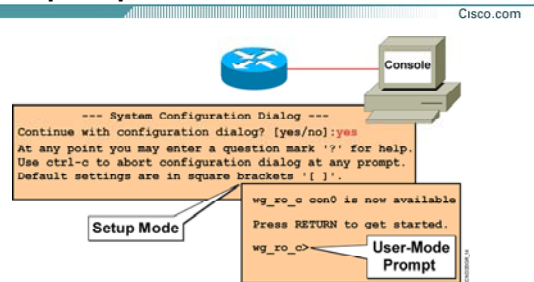 Cisco.com
Console
--- System Configuration Dialog ---
Continue with configuration dialog? [yes/no]:yes
At any point you may enter a question mark '?' for help.
Use ctrl-c to abort configuration dialog at any prompt.
Default settings are in square brackets '[ ]'.
Setup Mode
wg_ro_c con0 is now available
Press RETURN to get started.
wg_ro_c>
User-Mode
Prompt